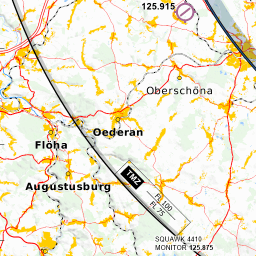 125.915
Oberschöna
Oederan
Flöha
TMZ
FL 100
FL 75
Augustusburg
SQUAWK 4410
MONITOR 125.875